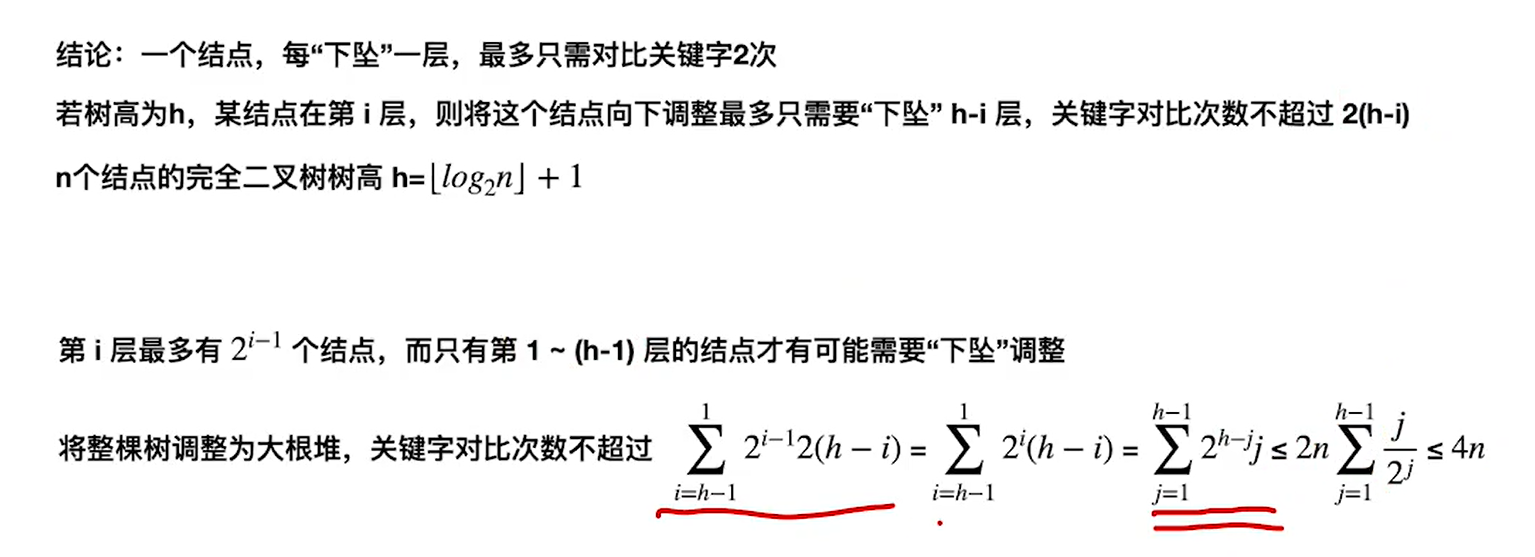 结论：一个结点，每“下坠”一层，最多只需对比关键字2次
若树高为h，某结点在第 i 层，则将这个结点向下调整最多只需要“下坠” h-i 层，关键字对比次数不超过 2(h-i)
n个结点的完全二叉树树高 h=⌊log₂n⌋ + 1
第 i 层最多有 2^{i−1} 个结点，而只有第 1 ~ (h-1) 层的结点才有可能需要“下坠”调整
将整棵树调整为大根堆，关键字对比次数不超过 \sum_{i=h-1}^{1} 2^{i−1}2(h − i) = \sum_{i=h-1}^{1} 2^{i}(h − i) = \sum_{j=1}^{h-1} 2^{h−j}j ≤ 2n \sum_{j=1}^{h-1} \frac{j}{2^{j}} ≤ 4n